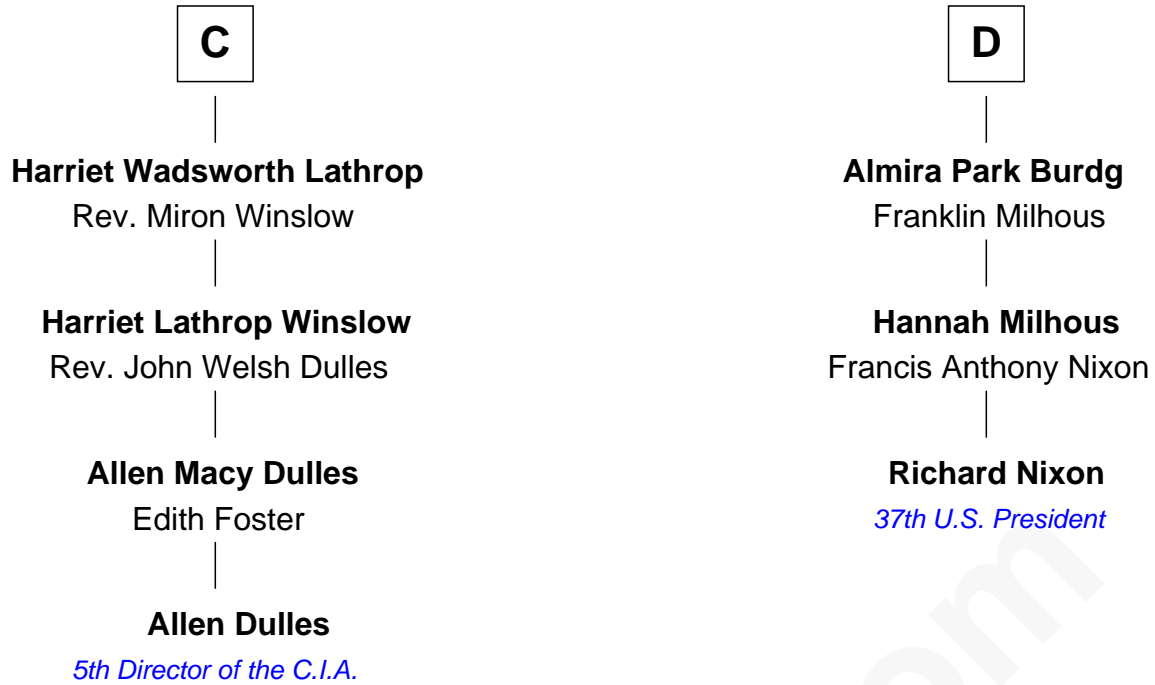 C
Harriet Wadsworth Lathrop
Rev. Miron Winslow
Harriet Lathrop Winslow
Rev. John Welsh Dulles
Allen Macy Dulles
Edith Foster
Allen Dulles
5th Director of the C.I.A.
D
Almira Park Burdg
Franklin Milhous
Hannah Milhous
Francis Anthony Nixon
Richard Nixon
37th U.S. President
om